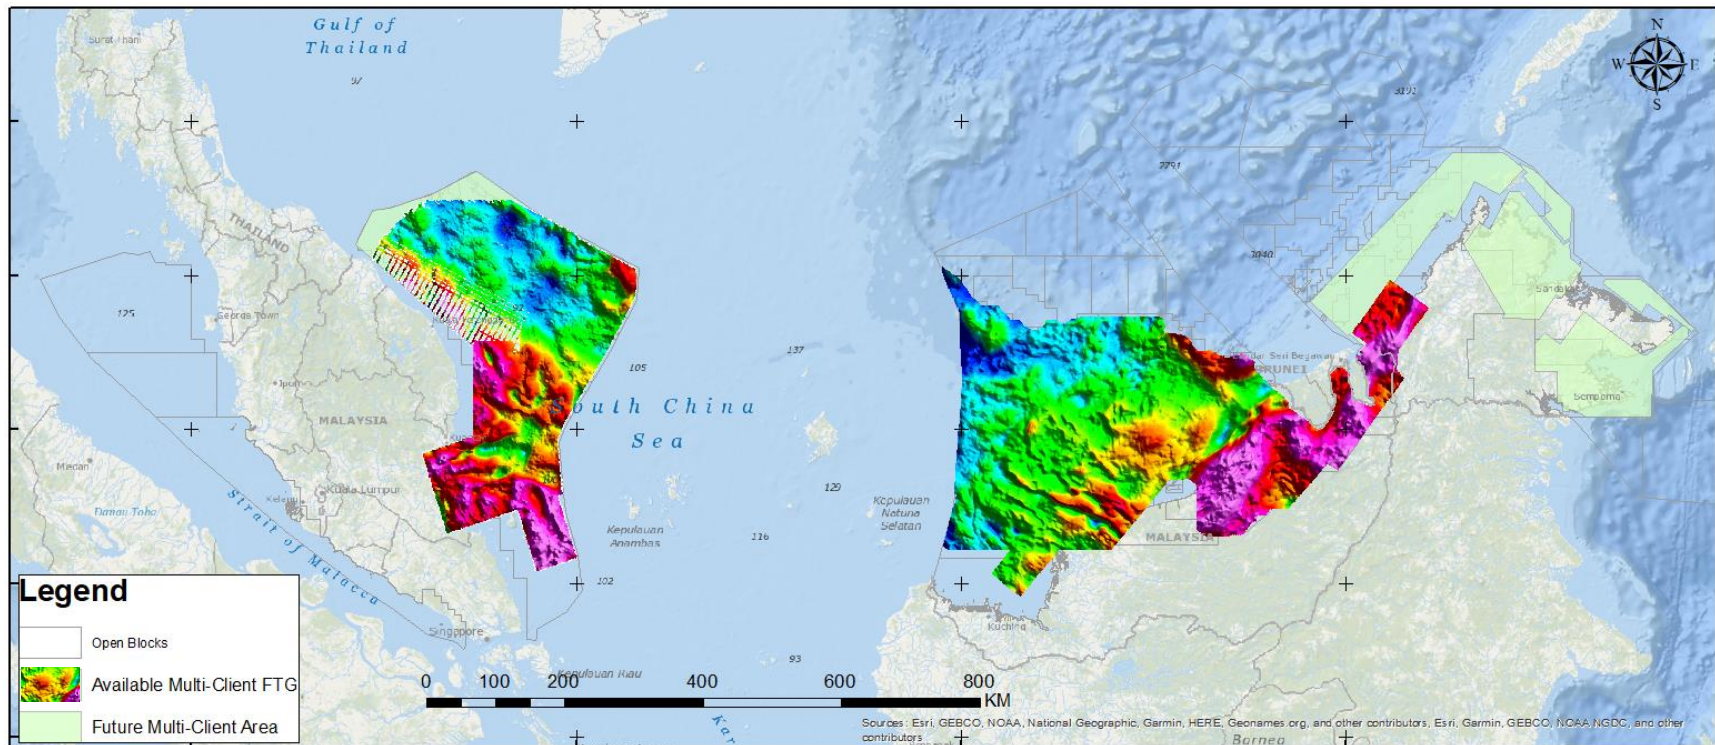 Gulf of
Thailand
97
Surat Thani
N
W
E
S
3191
2791
3040
THAILAND
125
George Town
92
Ipoh
137
105
MALAYSIA
South China
Sea
Medan
Kuala Lumpur
Kelang
Danau Toba
Strait of Malacca
Kepulauan
Anambas
129
116
102
Kepulauan
Natuna
Selatan
Bandar Seri Begawan
BRUNEI
Sandakan
Semporna
MALAYSIA
Kuching
Singapore
Kepulauan Riau
93
Kar
Borneo
Legend
Open Blocks
Available Multi-Client FTG
Future Multi-Client Area
0 100 200 400 600 800
KM
Sources: Esri, GEBCO, NOAA, National Geographic, Garmin, HERE, Geonames.org, and other contributors, Esri, Garmin, GEBCO, NOAA NGDC, and other
contributors